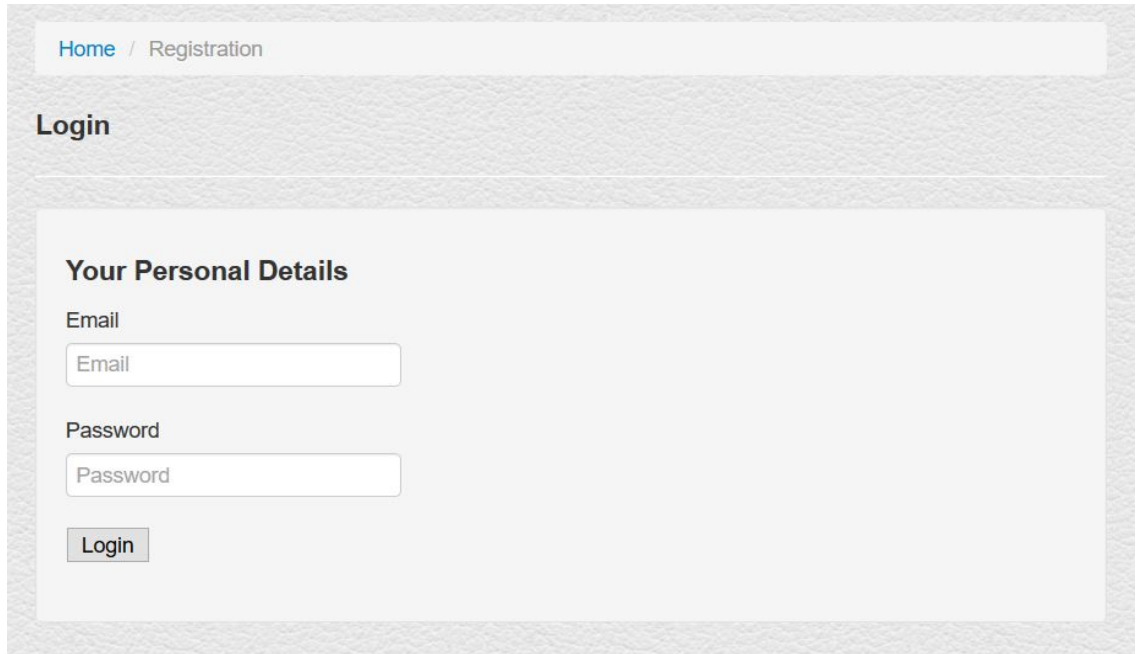 Home / Registration
Login
Your Personal Details
Email
Email
Password
Password
Login